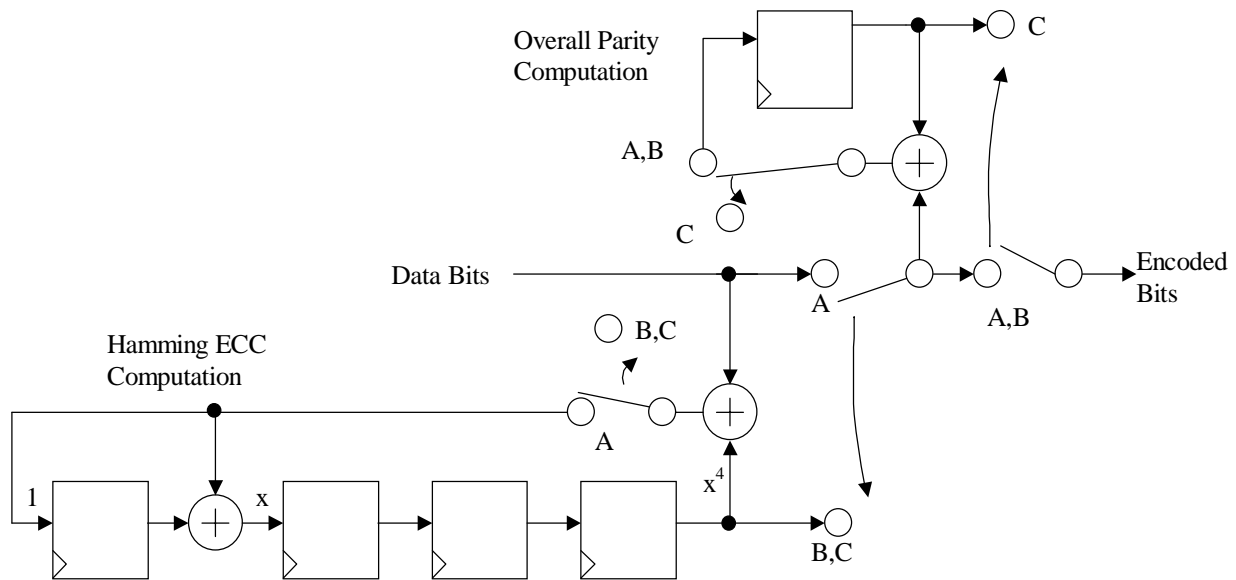 Overall Parity
Computation
C
A,B
C
Data Bits
A
A,B
Encoded
Bits
B,C
Hamming ECC
Computation
A
1
x
x⁴
B,C